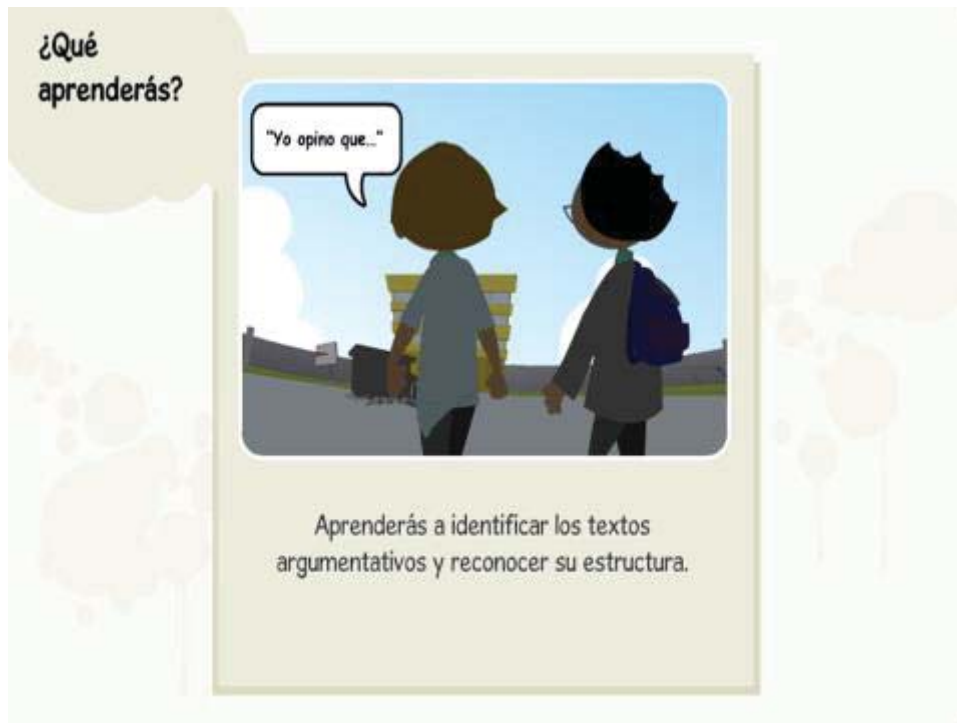 ¿Qué
aprenderás?
"Yo opino que..."
Aprenderás a identificar los textos
argumentativos y reconocer su estructura.